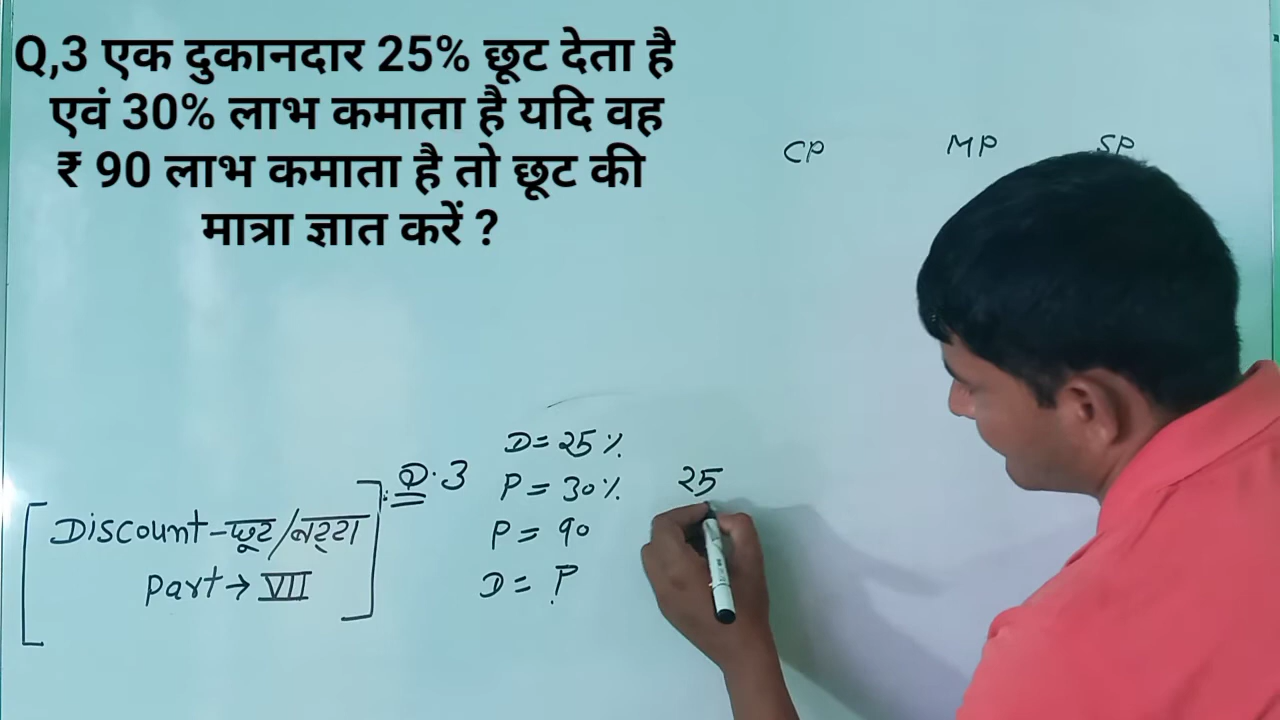 Q,3 एक दुकानदार 25% छूट देता है
एवं 30% लाभ कमाता है यदि वह
₹ 90 लाभ कमाता है तो छूट की
मात्रा ज्ञात करें ?
CP MP SP
Q.3
D = 25%
P = 30% 25
P = 90
D = ?
Discount-छूट/बट्टा
Part→VII